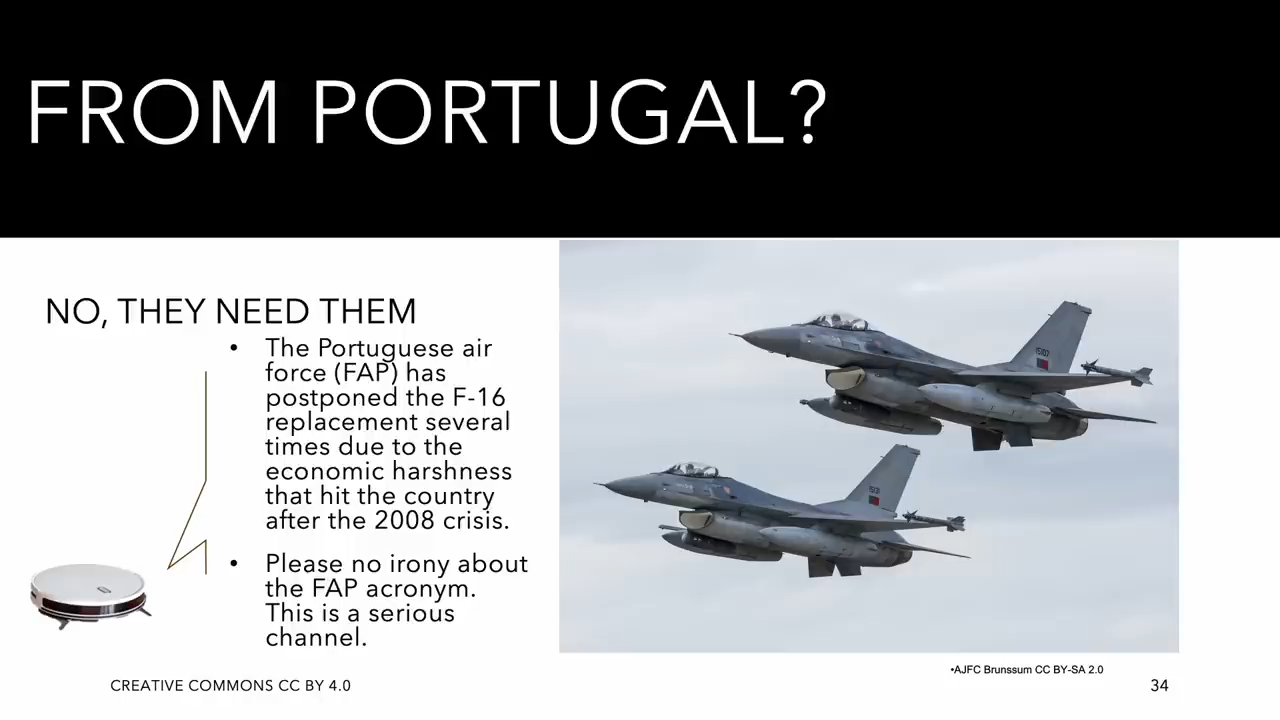 FROM PORTUGAL?
NO, THEY NEED THEM
• The Portuguese air
force (FAP) has
postponed the F-16
replacement several
times due to the
economic harshness
that hit the country
after the 2008 crisis.
• Please no irony about
the FAP acronym.
This is a serious
channel.
15107
15131
•AJFC Brunssum CC BY-SA 2.0
CREATIVE COMMONS CC BY 4.0
34